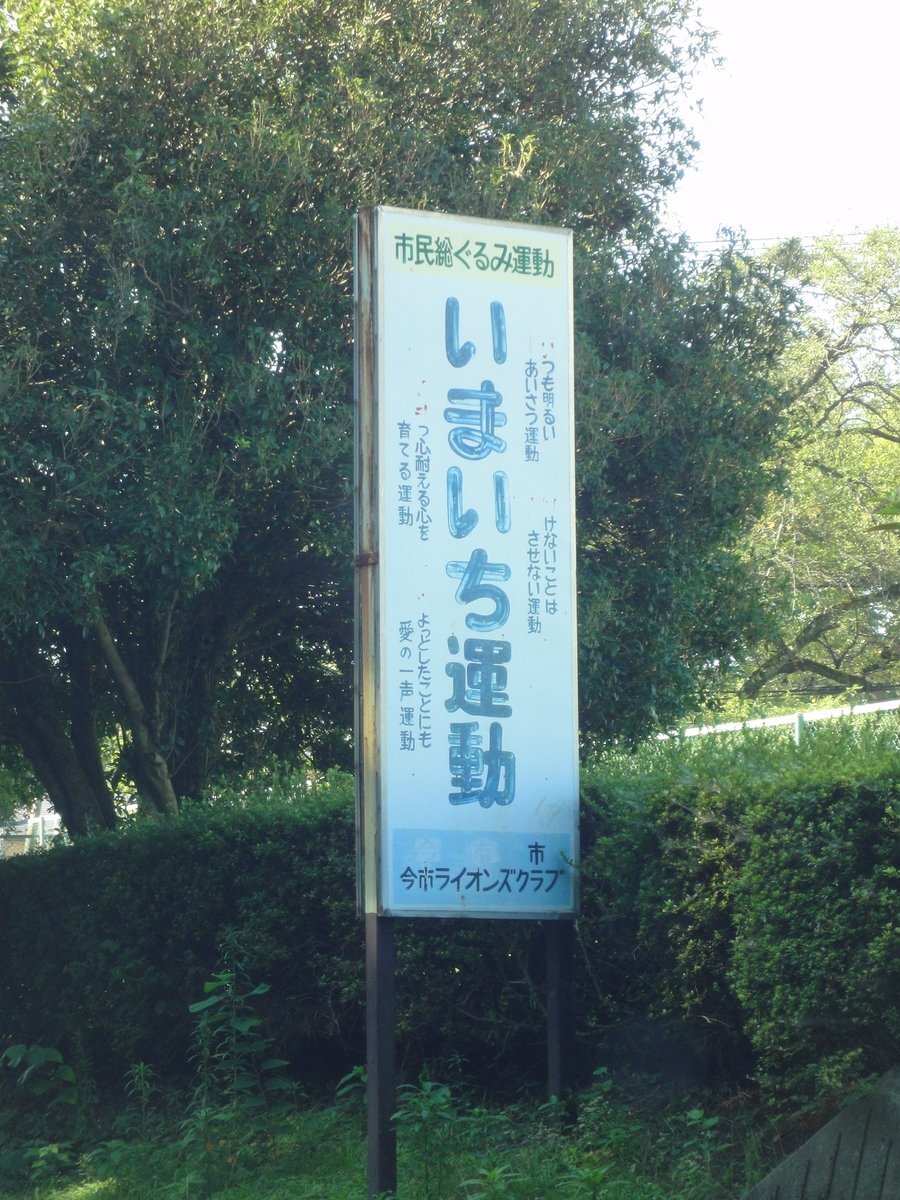 市民総ぐるみ運動
いまいち運動
いつも明るい
あいさつ運動
けないことは
させない運動
つ心耐える心を
育てる運動
よっとしたことにも
愛の一声運動
市
今市ライオンズクラブ